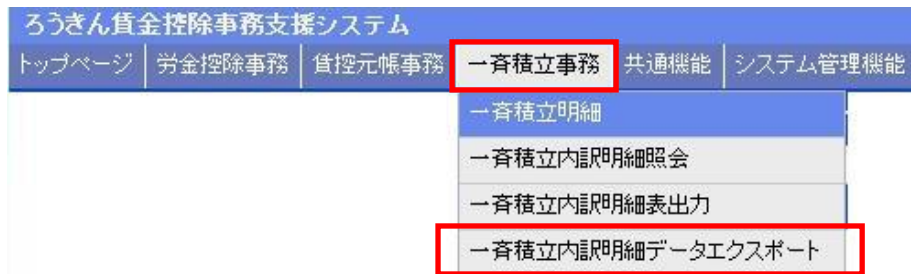 ろうきん賃金控除事務支援システム
トップページ 労金控除事務 賃控元帳事務 一斉積立事務 共通機能 システム管理機能
一斉積立明細
一斉積立内訳明細照会
一斉積立内訳明細表出力
一斉積立内訳明細データエクスポート